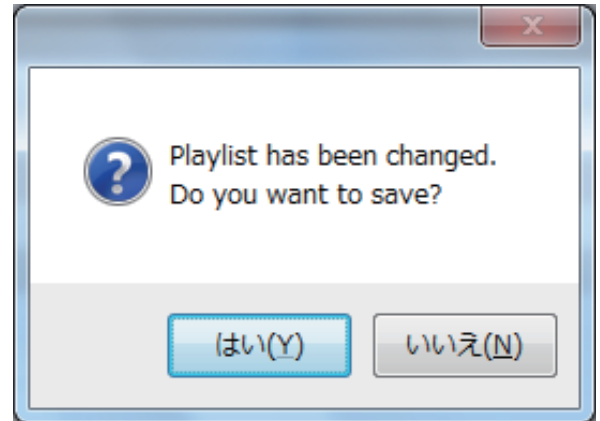 Playlist has been changed.
Do you want to save?
はい(Y)
いいえ(N)